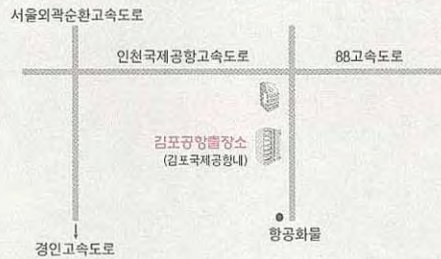 서울외곽순환고속도로
인천국제공항고속도로
88고속도로
김포공항출장소
(김포국제공항내)
항공화물
경인고속도로